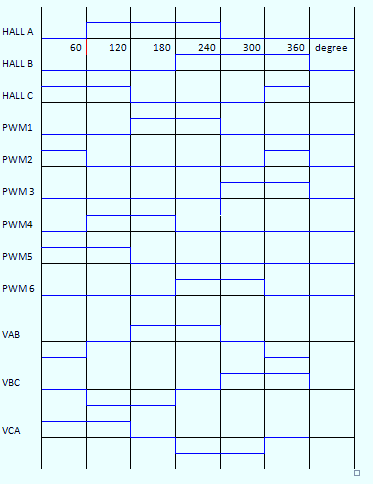 HALL A
60 120 180 240 300 360 degree
HALL B
HALL C
PWM1
PWM2
PWM 3
PWM4
PWM5
PWM 6
VAB
VBC
VCA